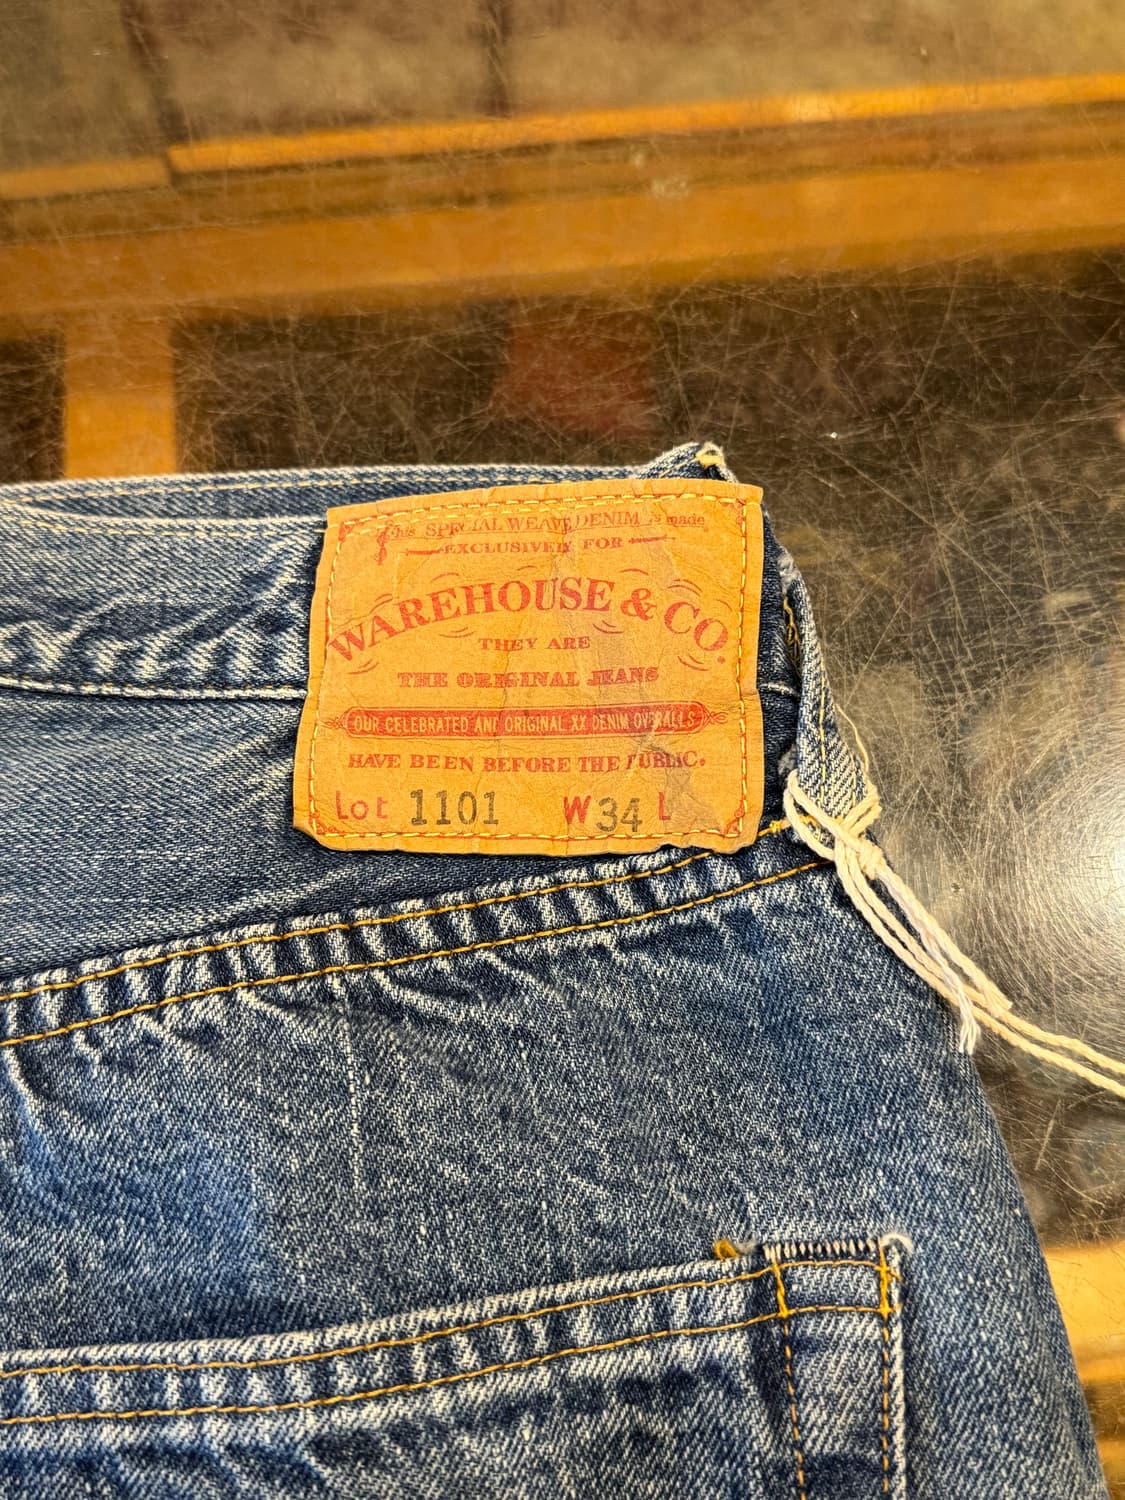 This SPECIAL WEAVE DENIM is made
EXCLUSIVELY FOR
WAREHOUSE & CO.
THEY ARE
THE ORIGINAL JEANS
OUR CELEBRATED AND ORIGINAL XX DENIM OVERALLS
HAVE BEEN BEFORE THE PUBLIC.
Lot 1101 W 34 L